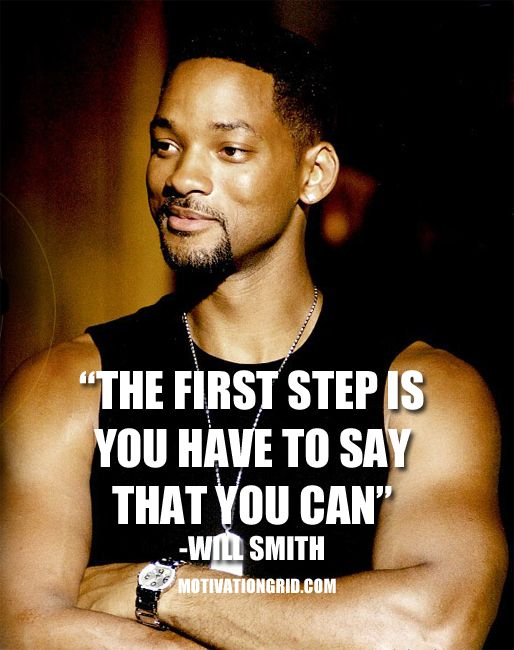 “THE FIRST STEP IS
YOU HAVE TO SAY
THAT YOU CAN”
-WILL SMITH
MOTIVATIONGRID.COM